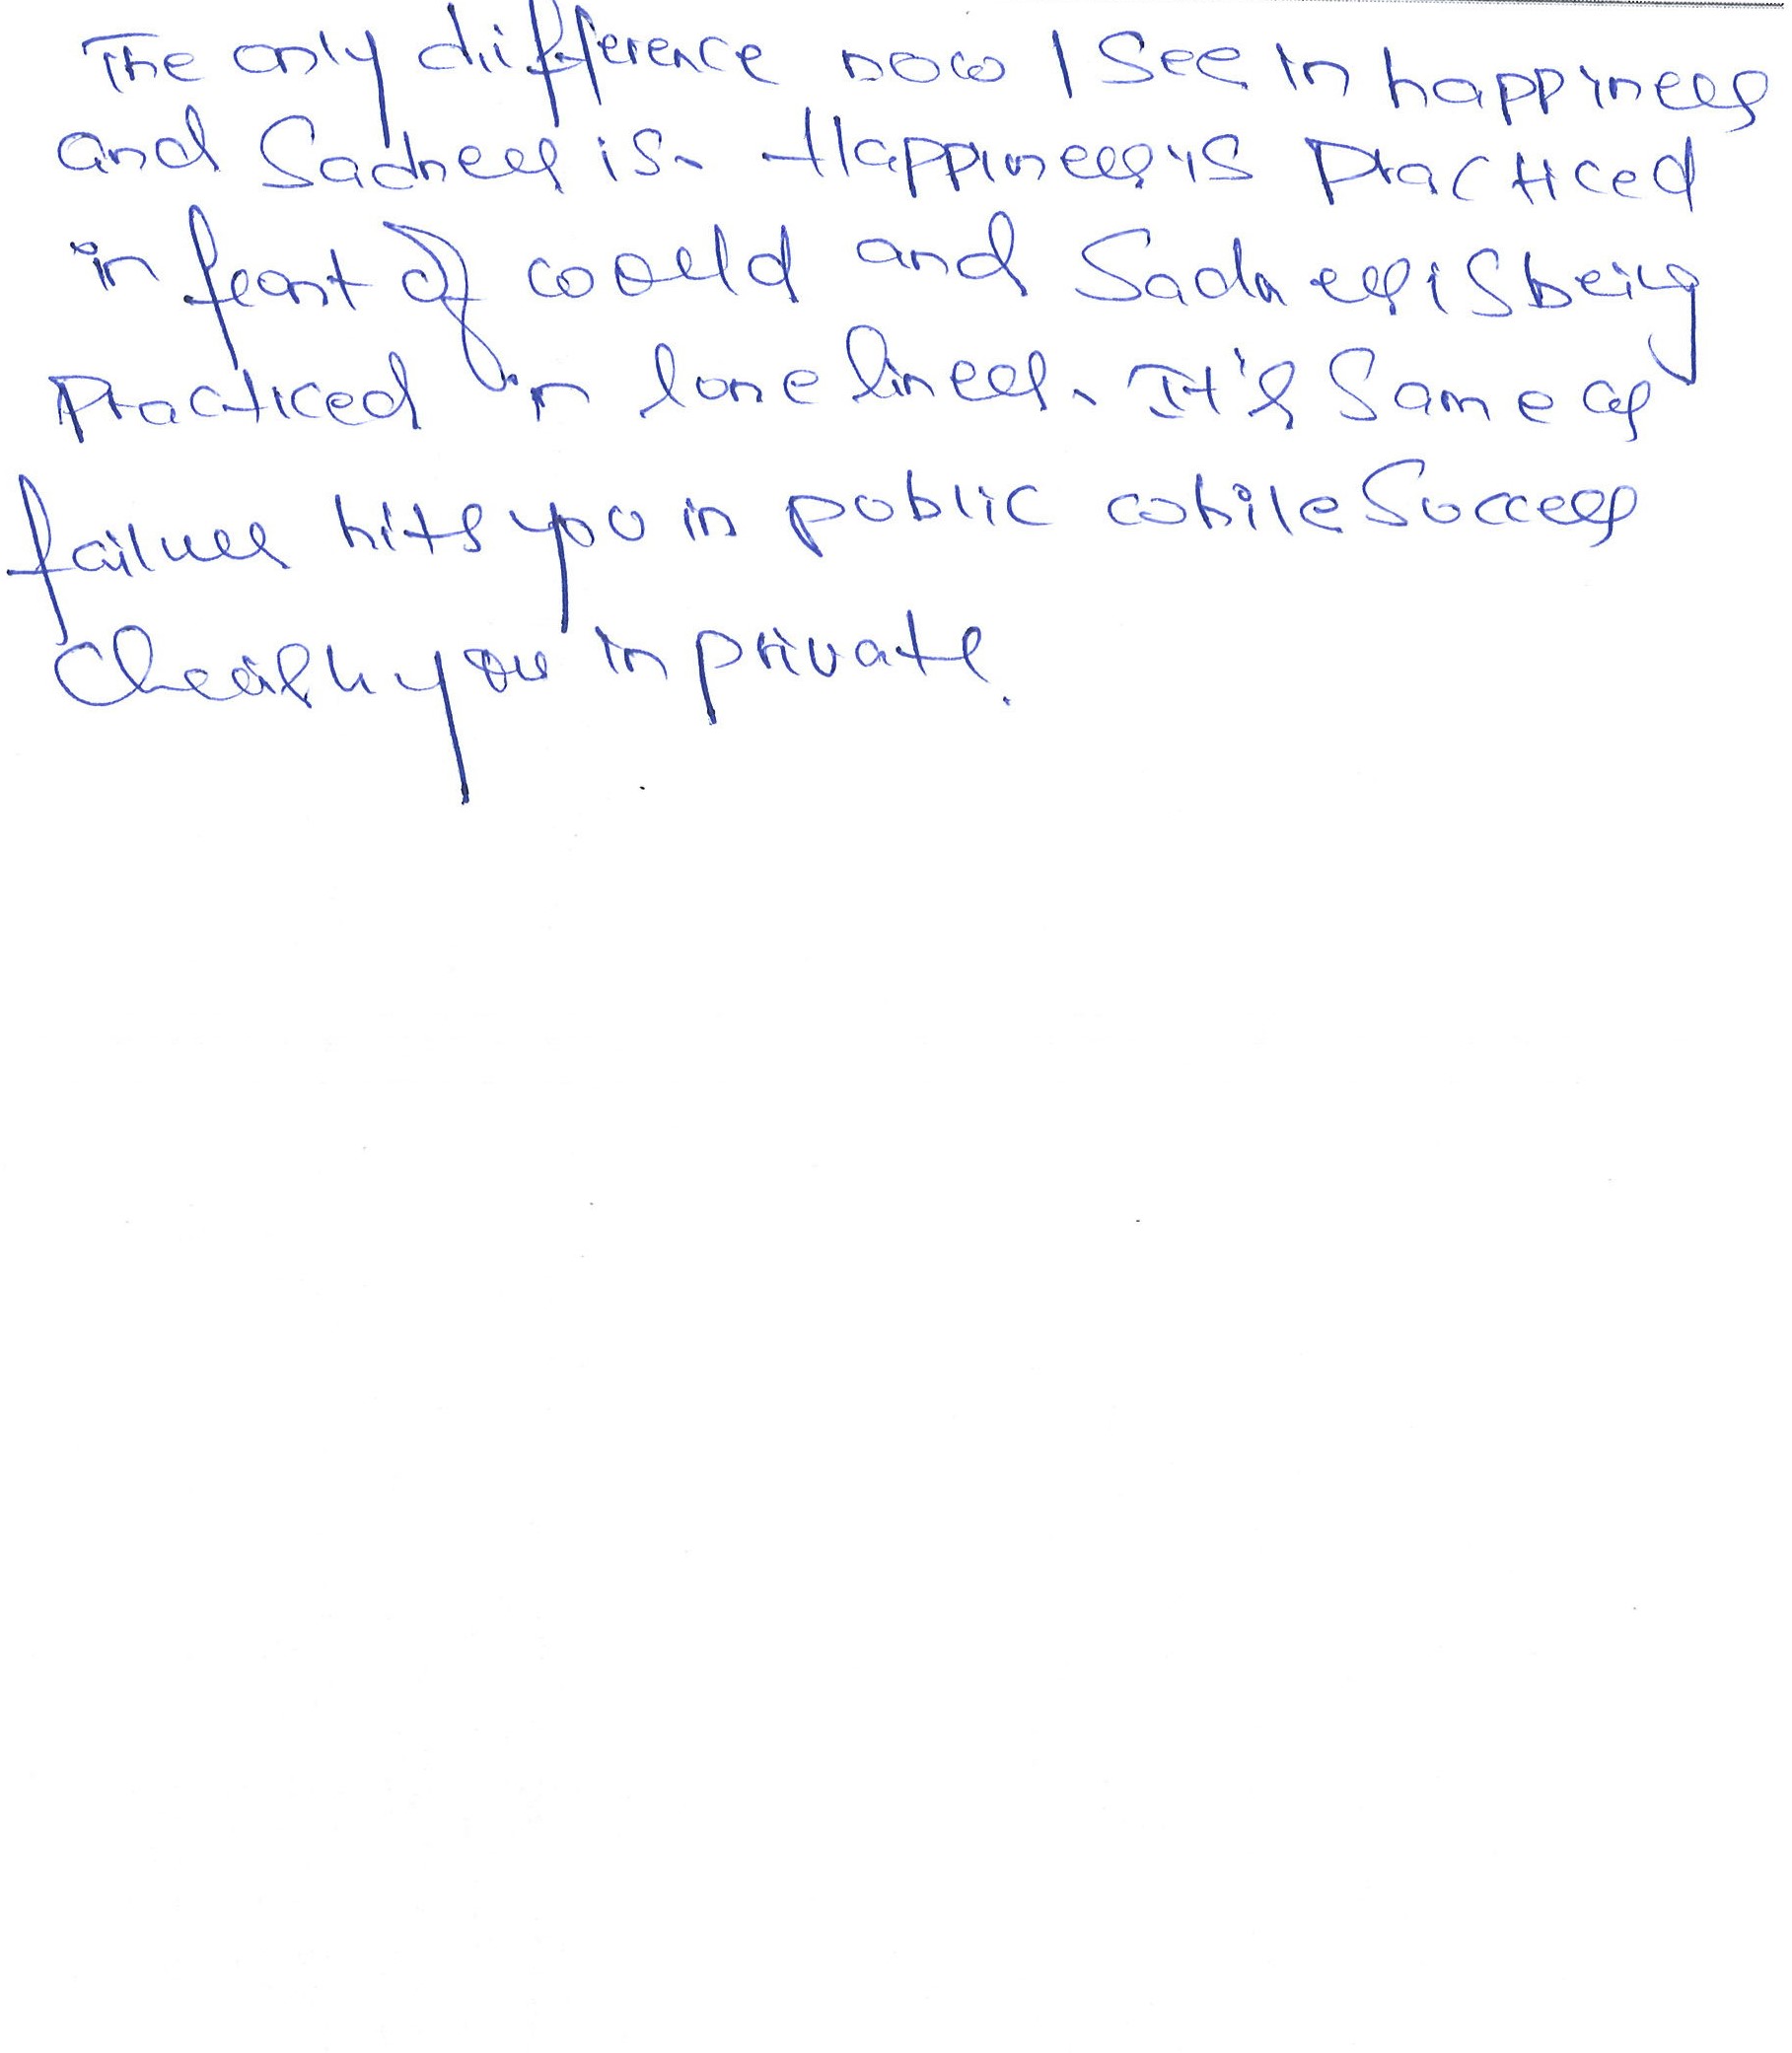 The only difference now I see in happiness
and Sadness is. Happiness is Practiced
in front of world and Sadness is being
Practiced in loneliness. It's Same as
failure hits you in public while Success
Cherish you in private.